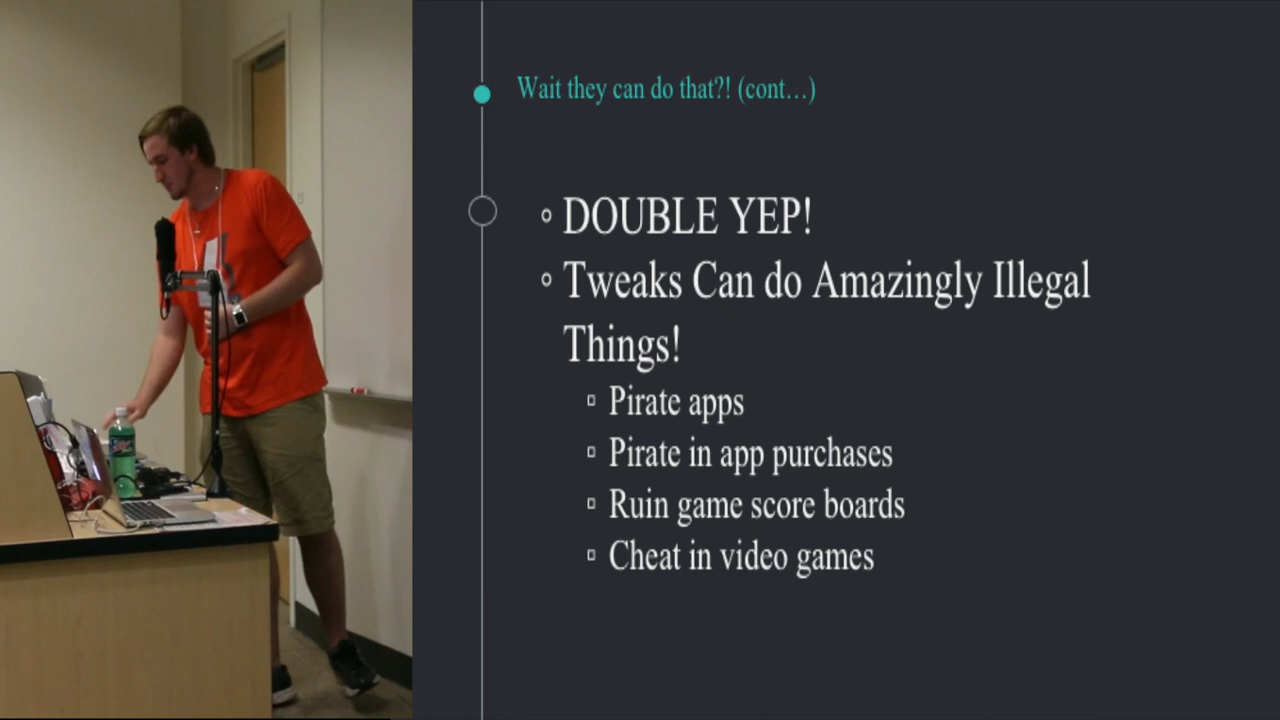 Wait they can do that?! (cont…)
DOUBLE YEP!
Tweaks Can do Amazingly Illegal
Things!
Pirate apps
Pirate in app purchases
Ruin game score boards
Cheat in video games